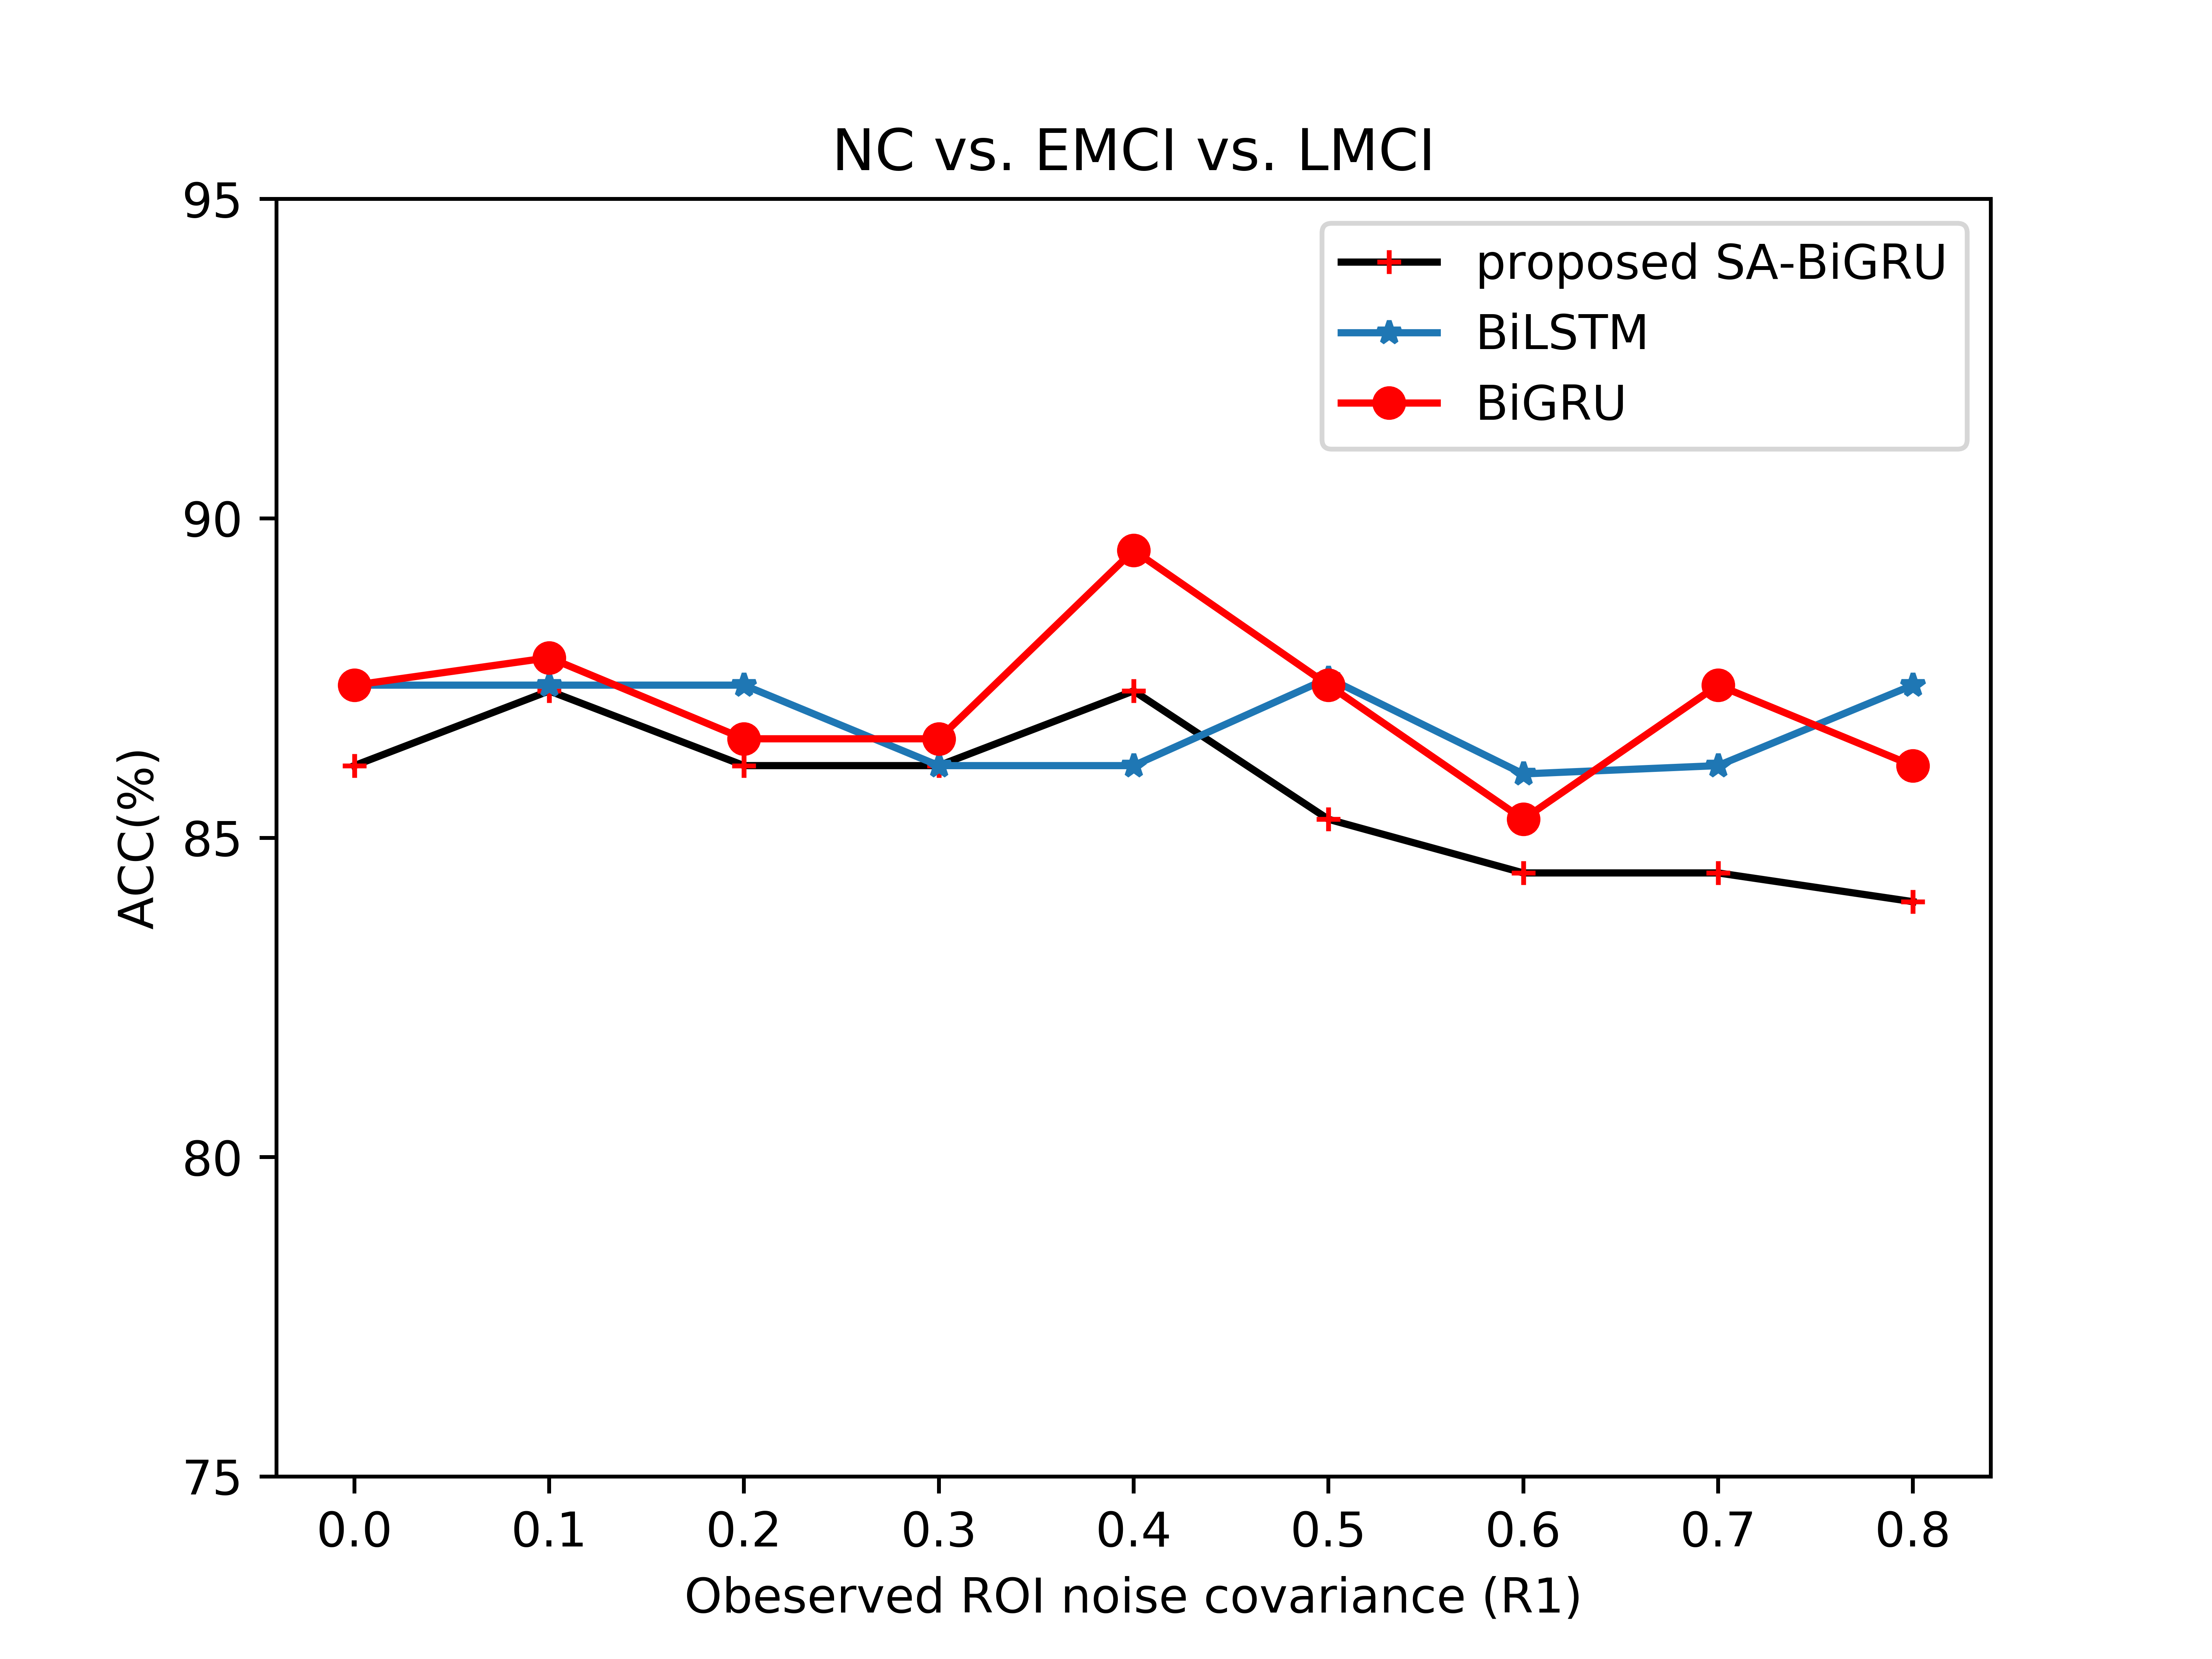 NC vs. EMCI vs. LMCI
95
90
85
80
75
ACC(%)
proposed SA-BiGRU
BiLSTM
BiGRU
0.0 0.1 0.2 0.3 0.4 0.5 0.6 0.7 0.8
Obeserved ROI noise covariance (R1)